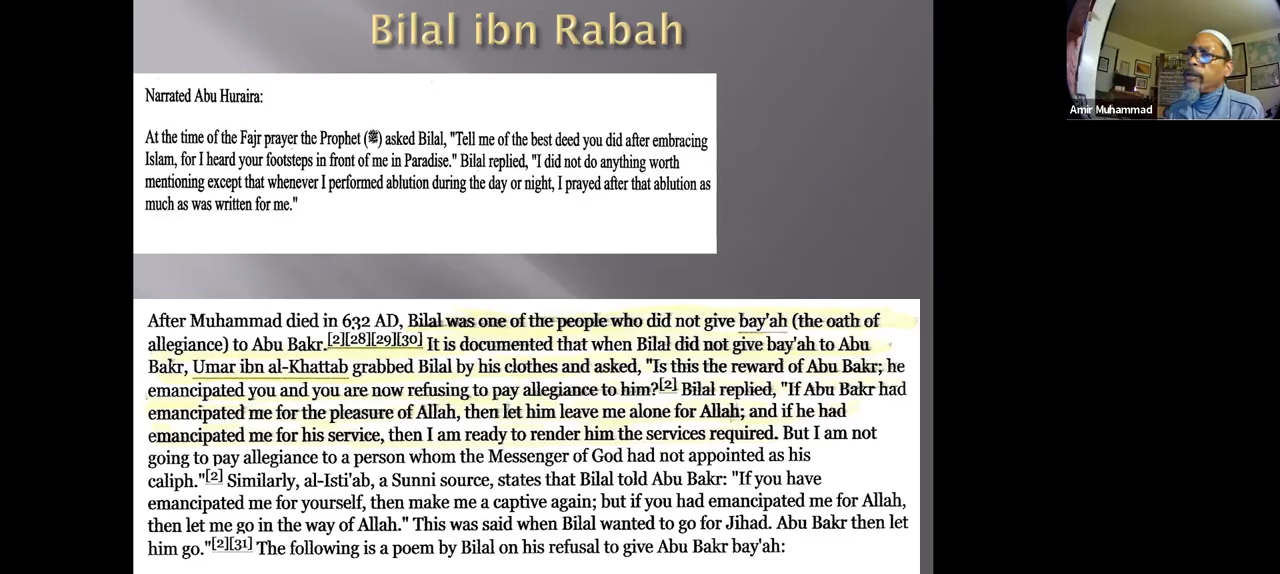 Bilal ibn Rabah
Amir Muhammad
Narrated Abu Huraira:
At the time of the Fajr prayer the Prophet (ﷺ) asked Bilal, "Tell me of the best deed you did after embracing
Islam, for I heard your footsteps in front of me in Paradise." Bilal replied, "I did not do anything worth
mentioning except that whenever I performed ablution during the day or night, I prayed after that ablution as
much as was written for me."
After Muhammad died in 632 AD, Bilal was one of the people who did not give bay'ah (the oath of
allegiance) to Abu Bakr.[2][28][29][30] It is documented that when Bilal did not give bay'ah to Abu
Bakr, Umar ibn al-Khattab grabbed Bilal by his clothes and asked, "Is this the reward of Abu Bakr; he
emancipated you and you are now refusing to pay allegiance to him?[2] Bilal replied, "If Abu Bakr had
emancipated me for the pleasure of Allah, then let him leave me alone for Allah; and if he had
emancipated me for his service, then I am ready to render him the services required. But I am not
going to pay allegiance to a person whom the Messenger of God had not appointed as his
caliph."[2] Similarly, al-Isti'ab, a Sunni source, states that Bilal told Abu Bakr: "If you have
emancipated me for yourself, then make me a captive again; but if you had emancipated me for Allah,
then let me go in the way of Allah." This was said when Bilal wanted to go for Jihad. Abu Bakr then let
him go."[2][31] The following is a poem by Bilal on his refusal to give Abu Bakr bay'ah: